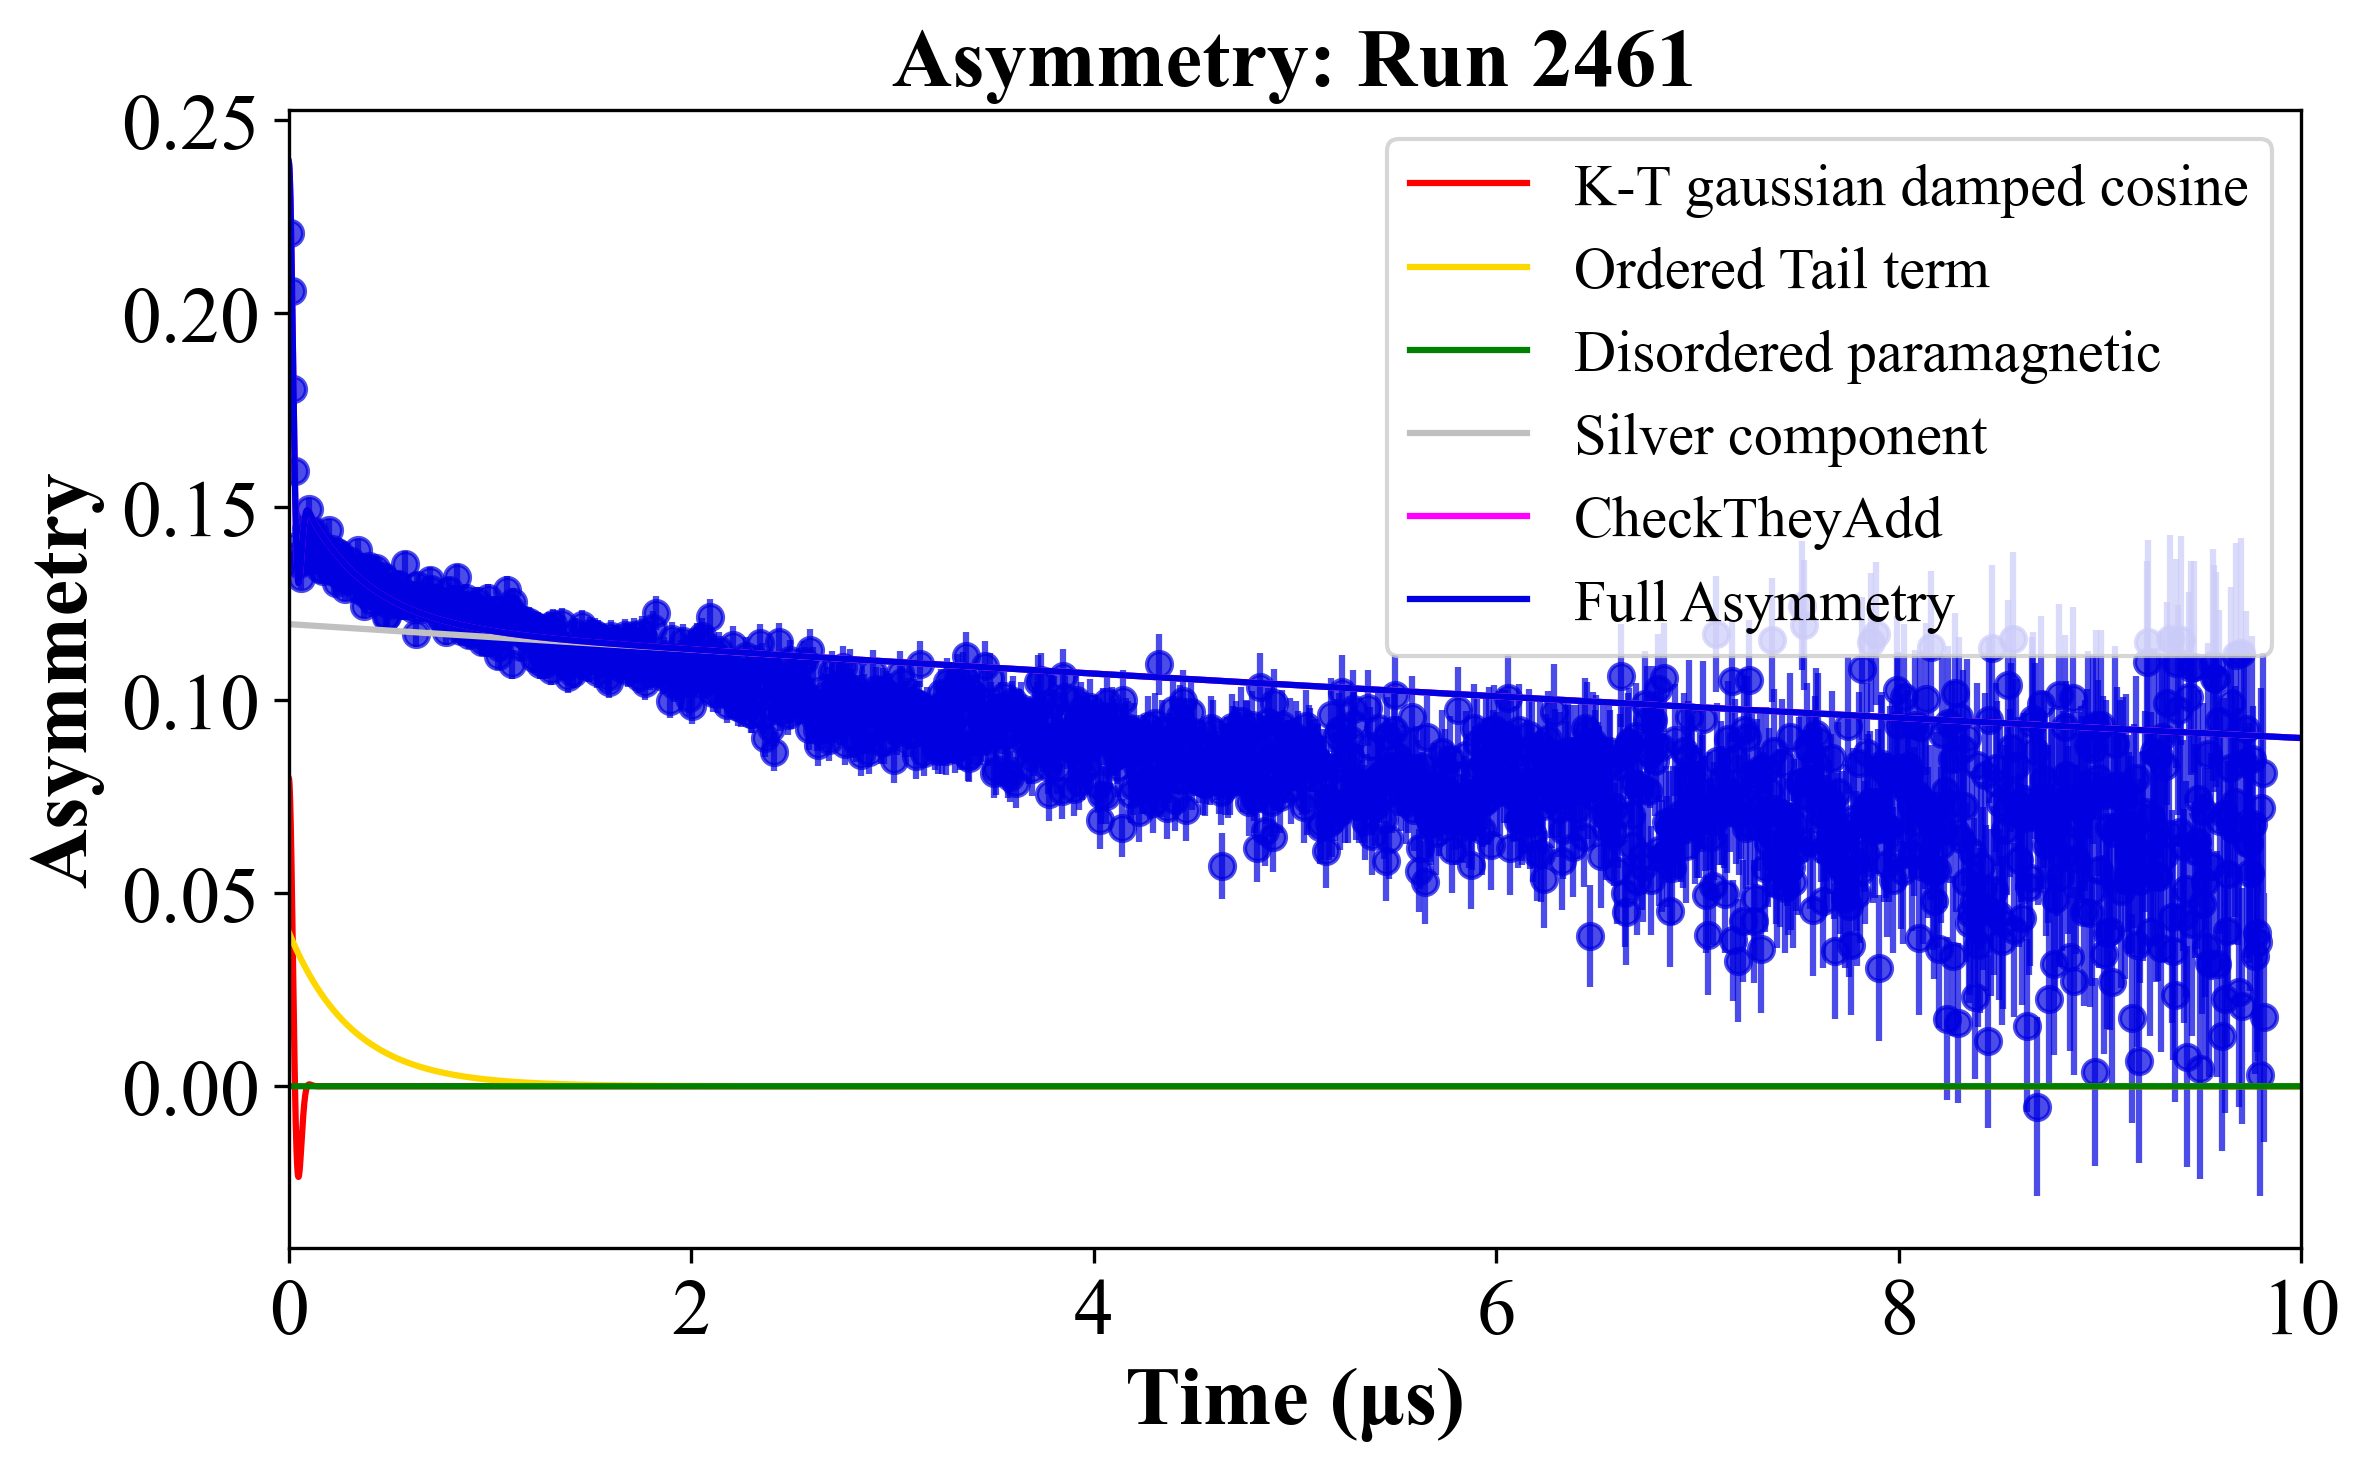 Asymmetry: Run 2461
0.25
0.20
0.15
0.10
0.05
0.00
Asymmetry
K-T gaussian damped cosine
Ordered Tail term
Disordered paramagnetic
Silver component
CheckTheyAdd
Full Asymmetry
0 2 4 6 8 10
Time (μs)